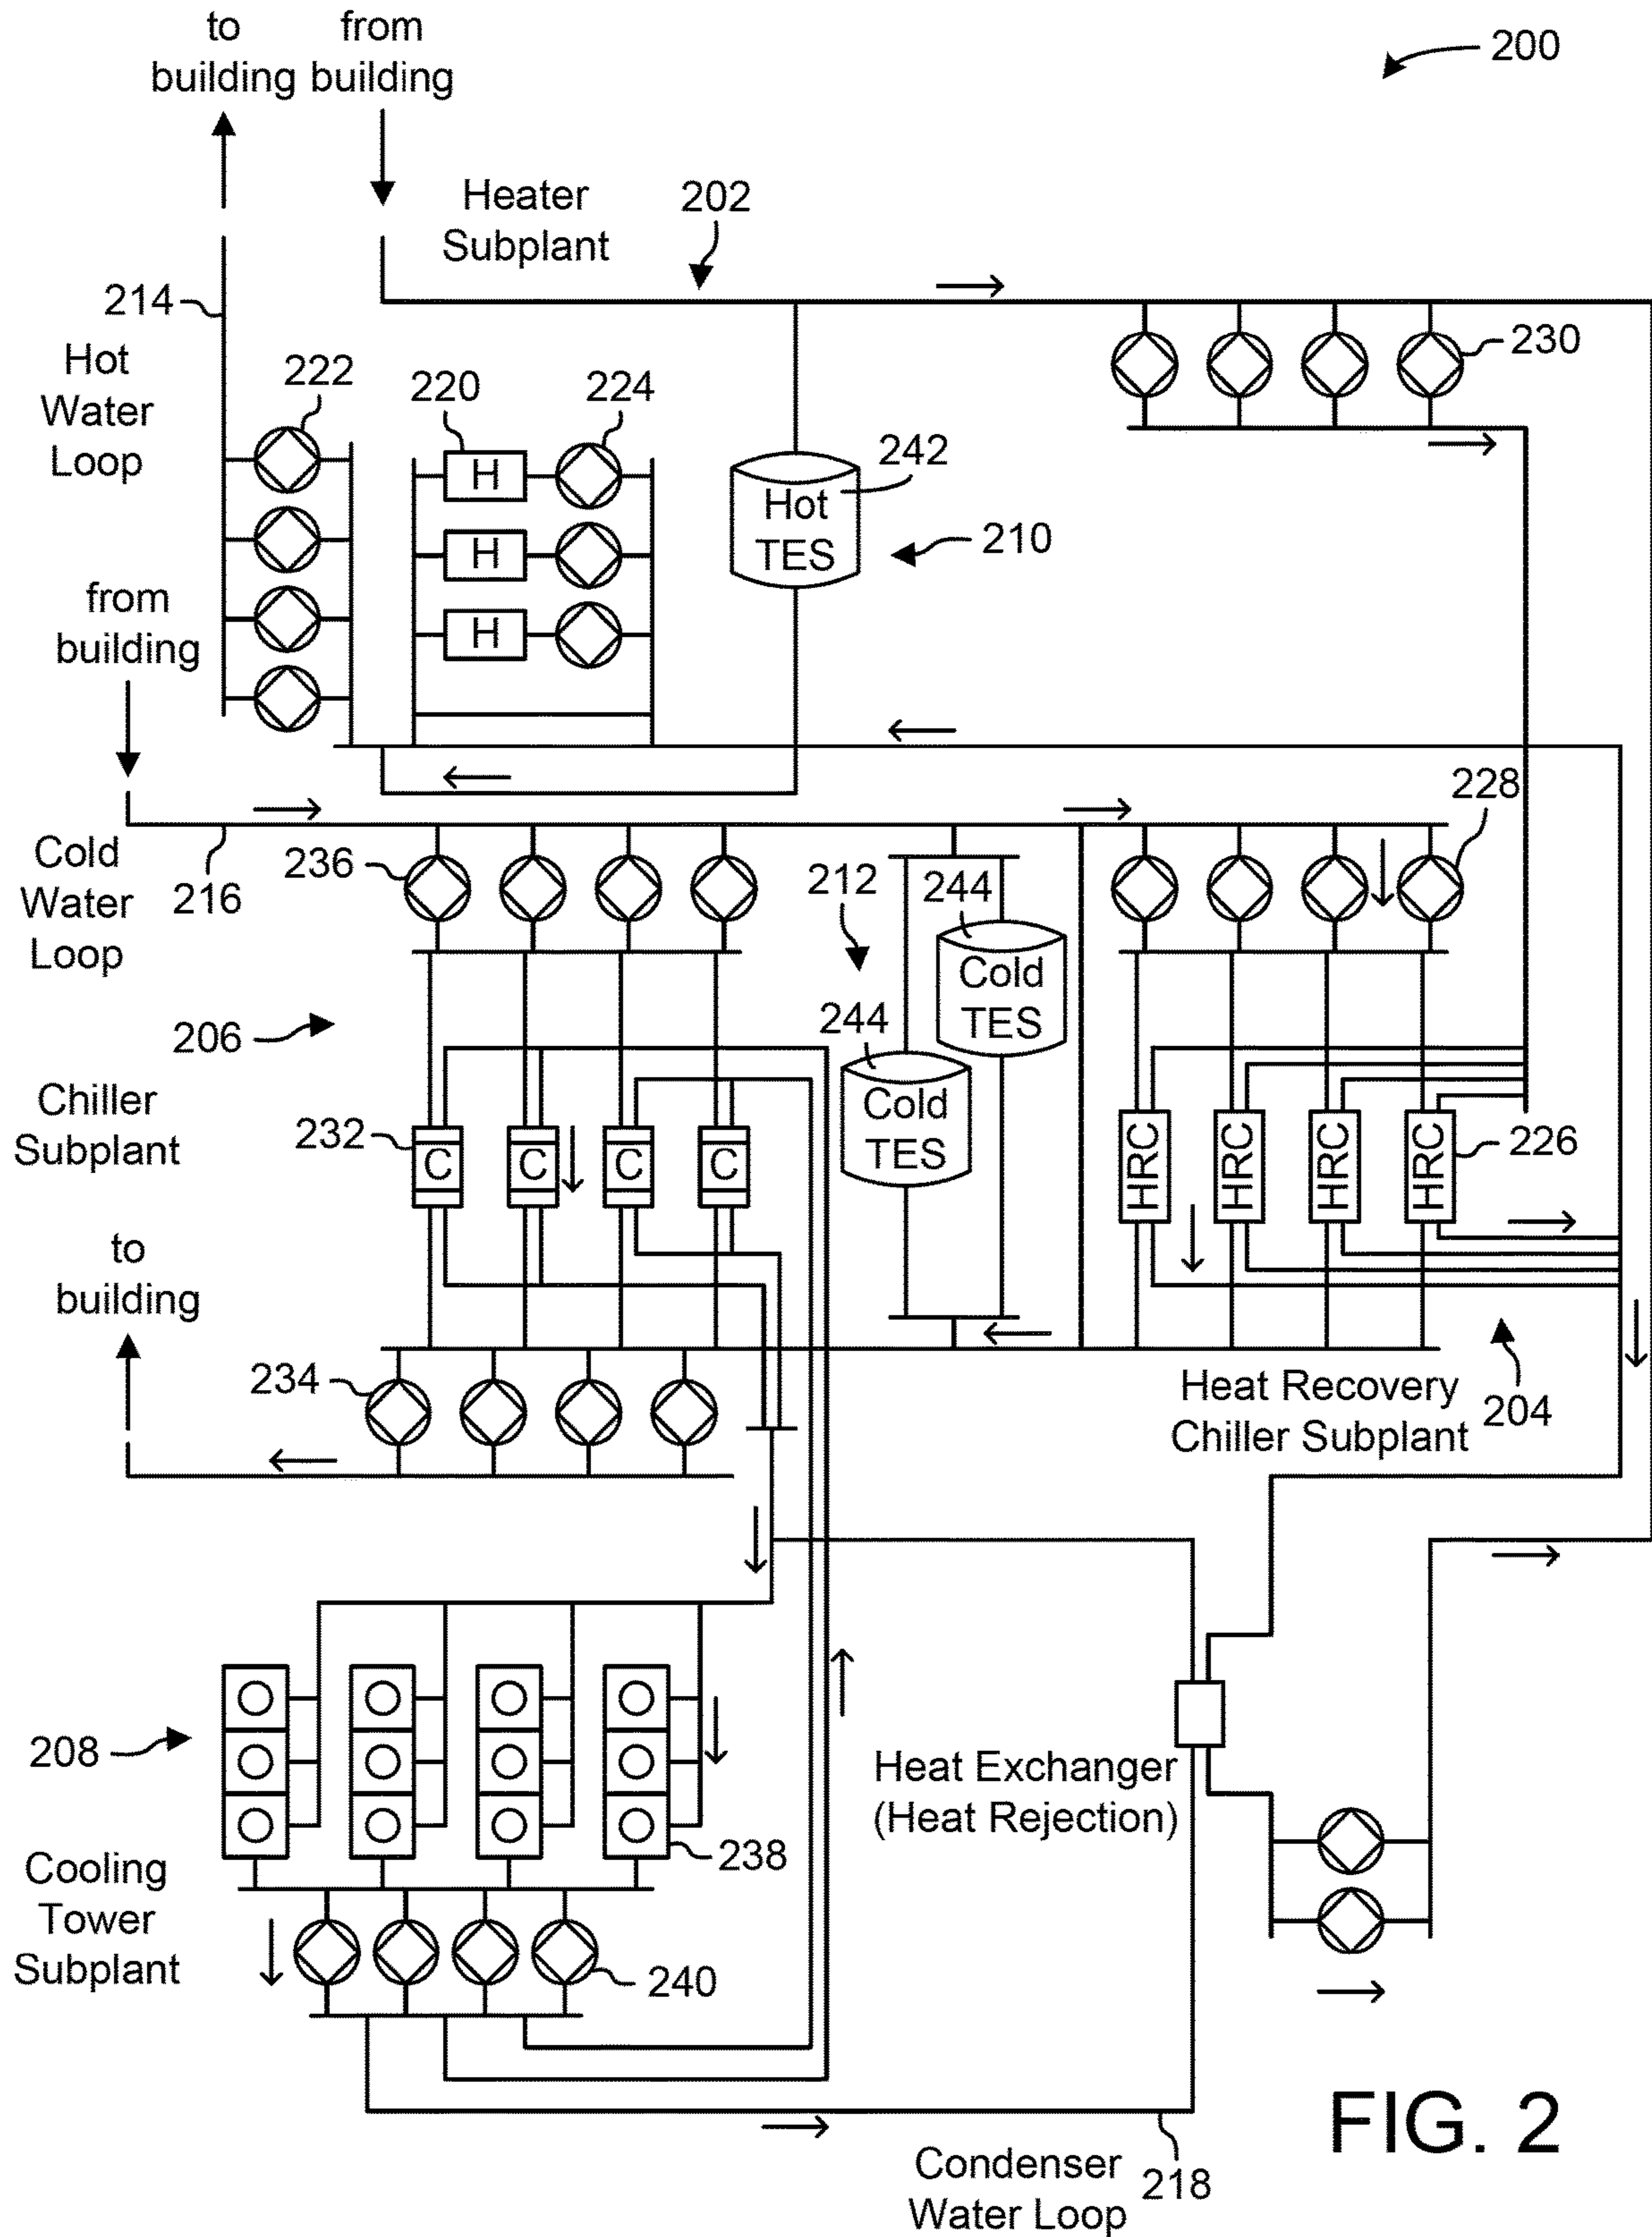 to
building
from
building
200
Heater
Subplant
202
214
Hot
Water
Loop
222
220
224
230
H
H
H
Hot
TES
242
210
from
building
228
Cold
Water
Loop
216
236
212
244
Cold
TES
244
Cold
TES
206
Chiller
Subplant
232
C
C
C
C
HRC
HRC
HRC
HRC
226
to
building
234
Heat Recovery
Chiller Subplant
204
208
Heat Exchanger
(Heat Rejection)
238
Cooling
Tower
Subplant
240
Condenser
Water Loop
218
FIG. 2